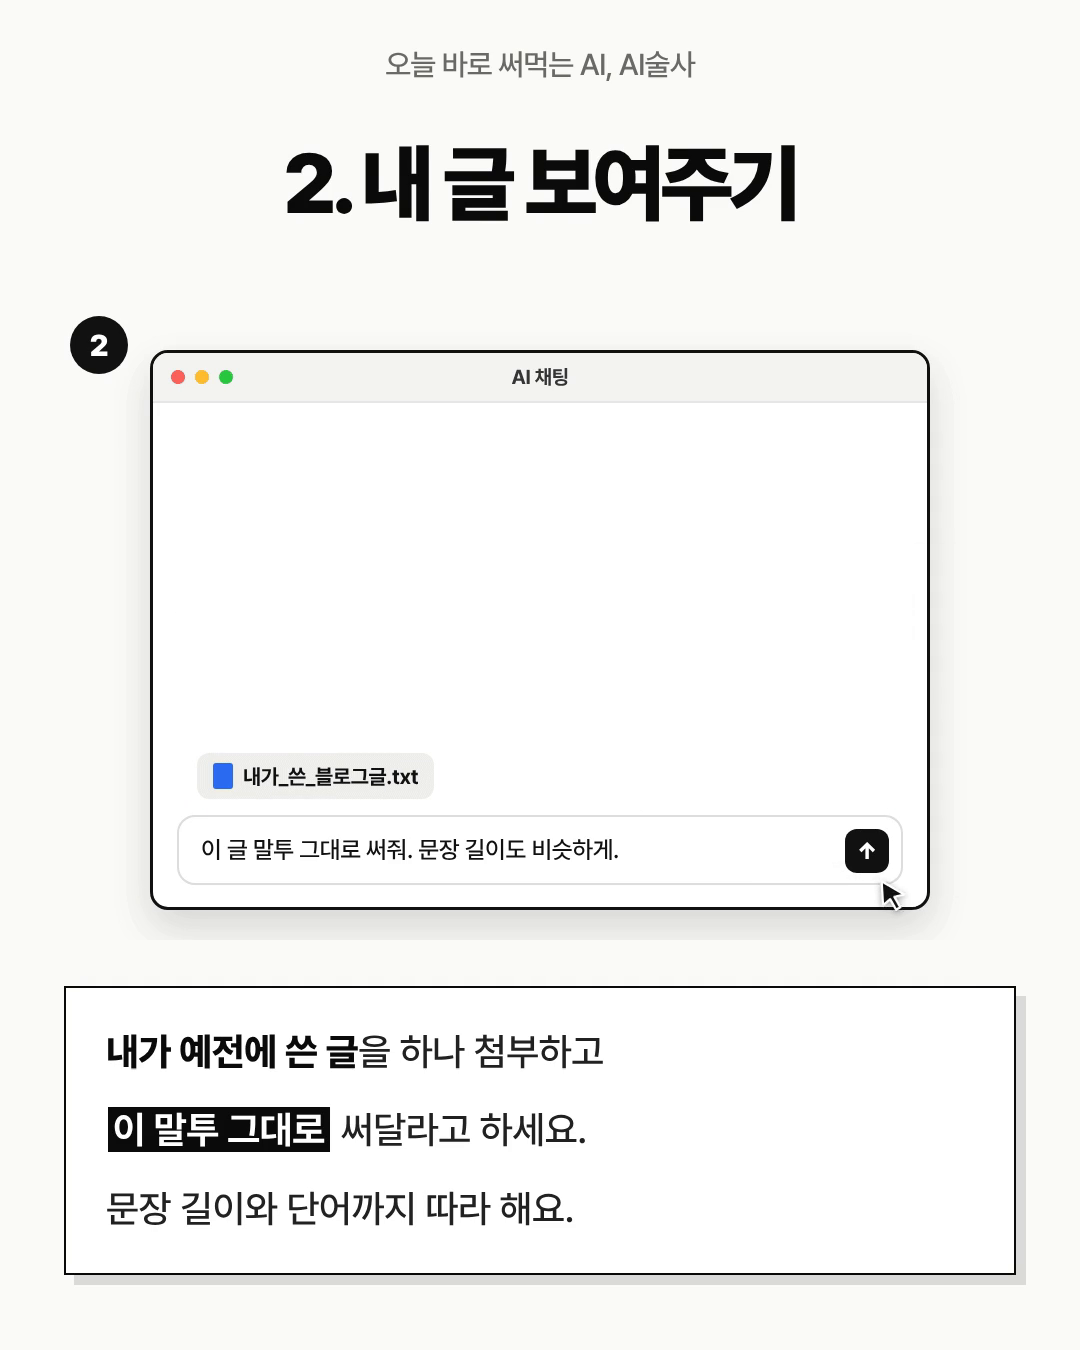 오늘 바로 써먹는 AI, AI술사
2. 내 글 보여주기
2
AI 채팅
내가_쓴_블로그글.txt
이 글 말투 그대로 써줘. 문장 길이도 비슷하게.
내가 예전에 쓴 글을 하나 첨부하고
이 말투 그대로 써달라고 하세요.
문장 길이와 단어까지 따라 해요.